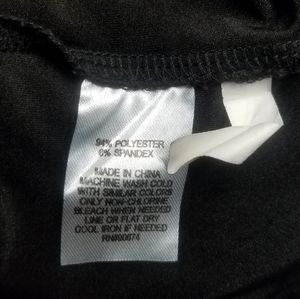 94% POLYESTER
6% SPANDEX
MADE IN CHINA
MACHINE WASH COLD
WITH SIMILAR COLORS
ONLY NON-CHLORINE
BLEACH WHEN NEEDED
LINE OR FLAT DRY
COOL IRON IF NEEDED